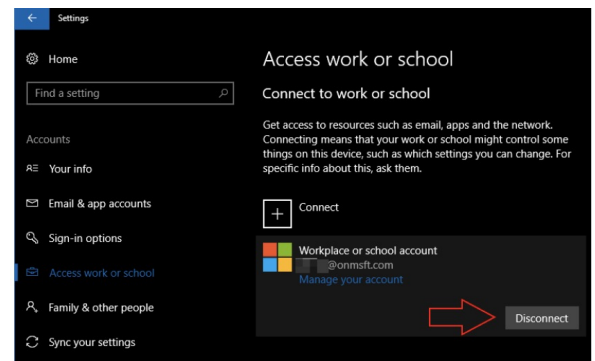 Settings
Home
Find a setting
Accounts
Your info
Email & app accounts
Sign-in options
Access work or school
Family & other people
Sync your settings
Access work or school
Connect to work or school
Get access to resources such as email, apps and the network.
Connecting means that your work or school might control some
things on this device, such as which settings you can change. For
specific info about this, ask them.
Connect
Workplace or school account
@onmsft.com
Manage your account
Disconnect